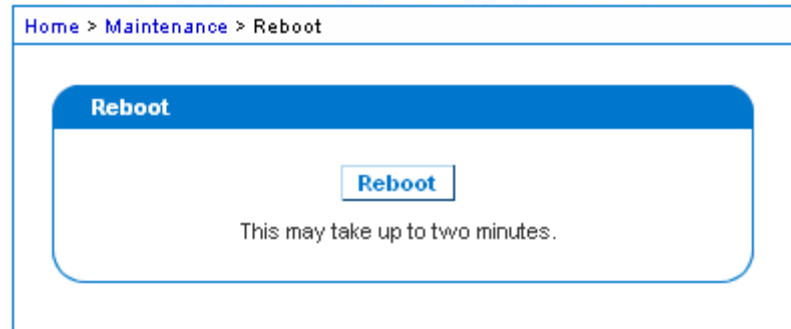 Home > Maintenance > Reboot
Reboot
Reboot
This may take up to two minutes.